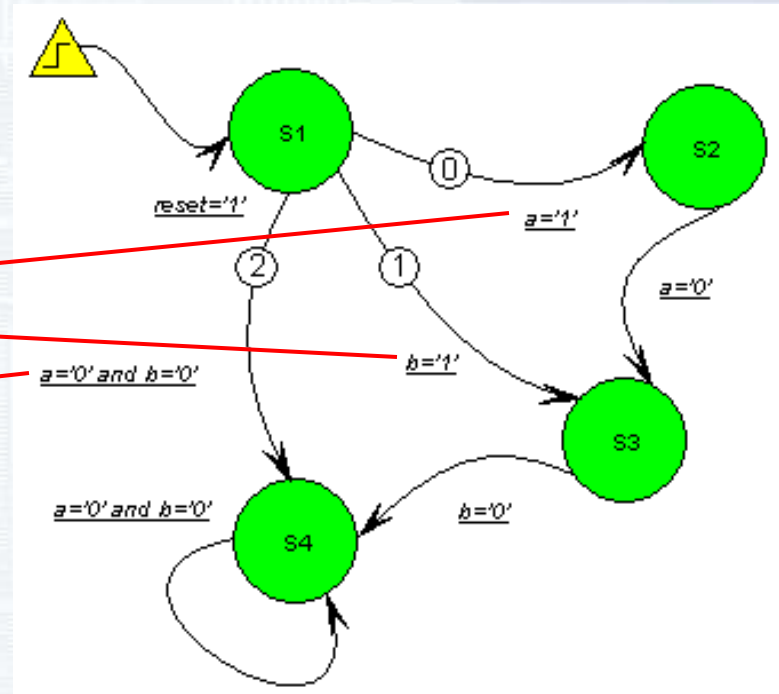 S1
0
S2
reset='1'
a='1'
2
1
a='0'
b='1'
a='0' and b='0'
S3
a='0' and b='0'
b='0'
S4